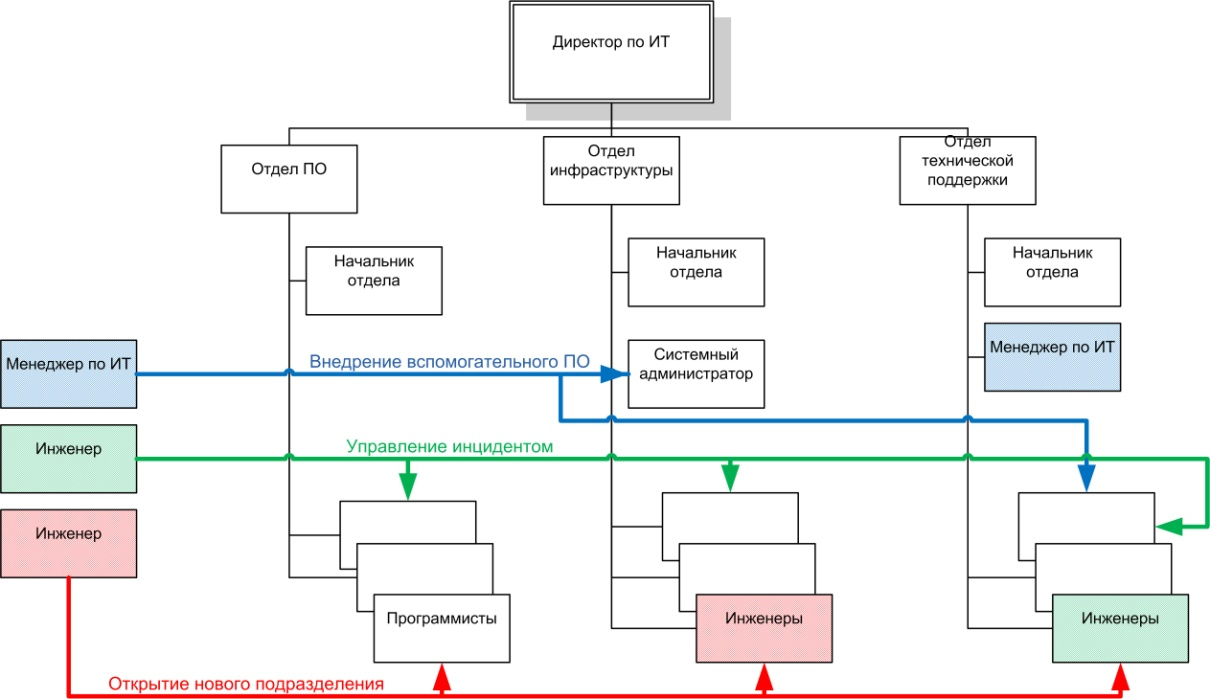 Директор по ИТ
Отдел ПО
Отдел
инфраструктуры
Отдел
технической
поддержки
Начальник
отдела
Начальник
отдела
Начальник
отдела
Менеджер по ИТ
Внедрение вспомогательного ПО
Системный
администратор
Менеджер по ИТ
Инженер
Управление инцидентом
Инженер
Программисты
Инженеры
Инженеры
Открытие нового подразделения